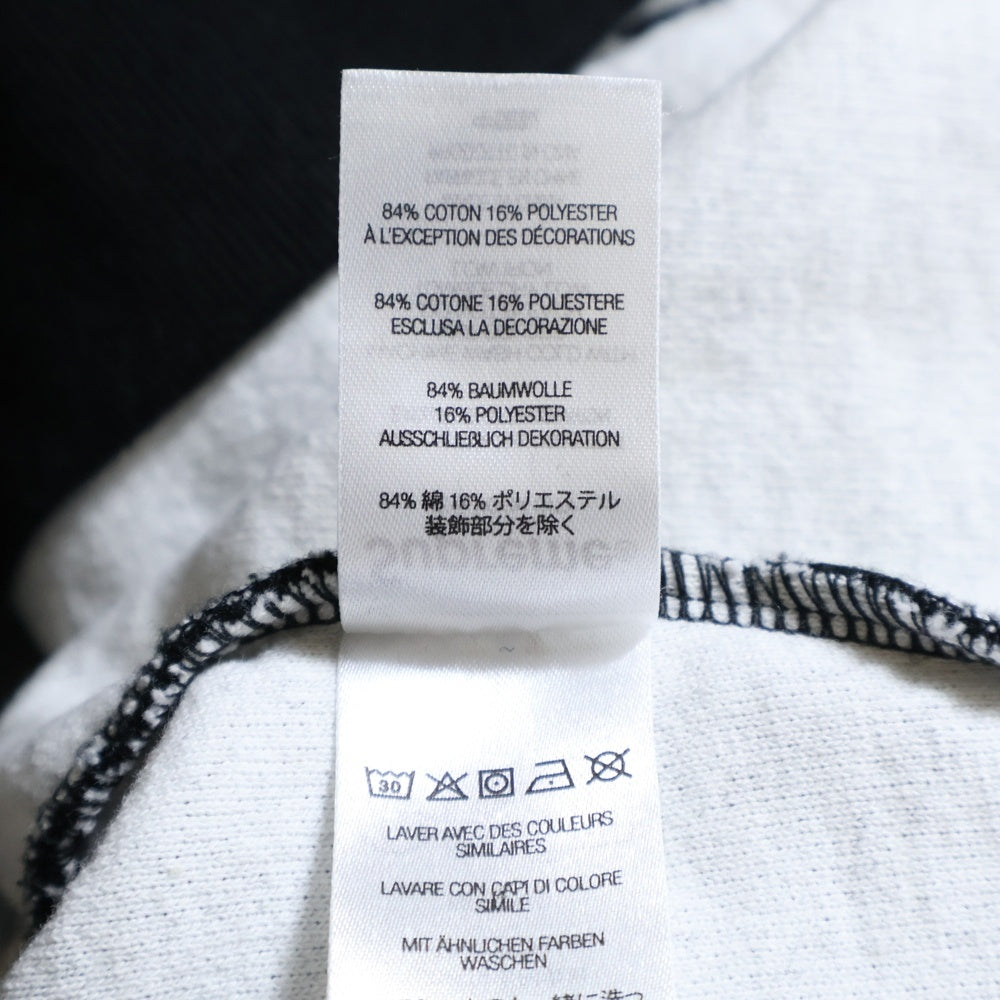 84% COTON 16% POLYESTER
À L'EXCEPTION DES DÉCORATIONS
84% COTONE 16% POLIESTERE
ESCLUSA LA DECORAZIONE
84% BAUMWOLLE
16% POLYESTER
AUSSCHLIEßLICH DEKORATION
84% 綿 16% ポリエステル
装飾部分を除く
30
LAVER AVEC DES COULEURS
SIMILAIRES
LAVARE CON CAPI DI COLORE
SIMILE
MIT ÄHNLICHEN FARBEN
WASCHEN